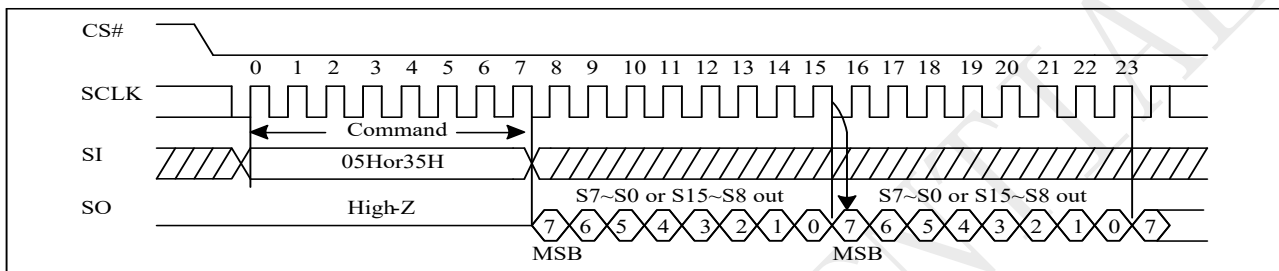 CS#
0 1 2 3 4 5 6 7 8 9 10 11 12 13 14 15 16 17 18 19 20 21 22 23
SCLK
Command
SI
05Hor35H
S7~S0 or S15~S8 out S7~S0 or S15~S8 out
SO
High-Z
7 6 5 4 3 2 1 0 7 6 5 4 3 2 1 0 7
MSB MSB